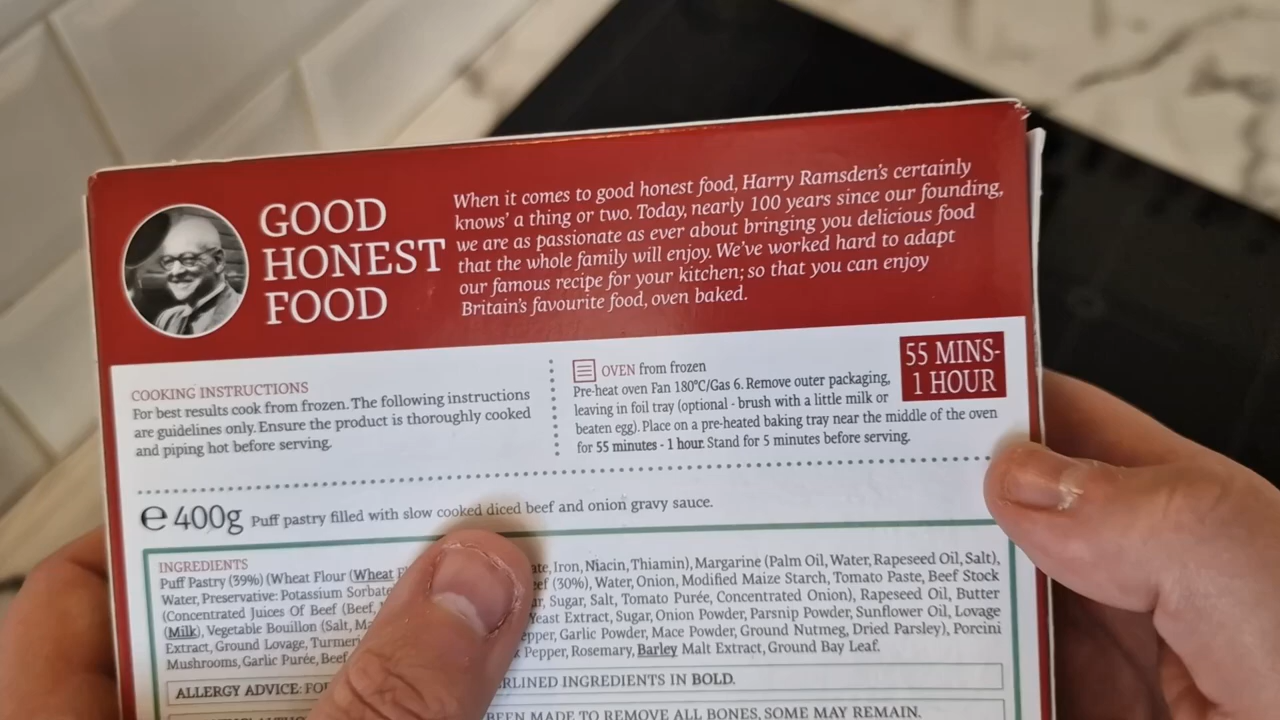 GOOD
HONEST
FOOD
When it comes to good honest food, Harry Ramsden's certainly
knows' a thing or two. Today, nearly 100 years since our founding,
we are as passionate as ever about bringing you delicious food
that the whole family will enjoy. We've worked hard to adapt
our famous recipe for your kitchen; so that you can enjoy
Britain's favourite food, oven baked.
COOKING INSTRUCTIONS
For best results cook from frozen. The following instructions
are guidelines only. Ensure the product is thoroughly cooked
and piping hot before serving.
OVEN from frozen
Pre-heat oven Fan 180°C/Gas 6. Remove outer packaging,
leaving in foil tray (optional - brush with a little milk or
beaten egg). Place on a pre-heated baking tray near the middle of the oven
for 55 minutes - 1 hour. Stand for 5 minutes before serving.
55 MINS-
1 HOUR
℮ 400g Puff pastry filled with slow cooked diced beef and onion gravy sauce.
INGREDIENTS
Puff Pastry (39%) (Wheat Flour (Wheat Iron, Niacin, Thiamin), Margarine (Palm Oil, Water, Rapeseed Oil, Salt),
Water, Preservative: Potassium (30%), Water, Onion, Modified Maize Starch, Tomato Paste, Beef Stock
(Concentrated Juices Of Beef (Beef, Sugar, Salt, Tomato Purée, Concentrated Onion), Rapeseed Oil, Butter
(Milk), Vegetable Bouillon (Salt, Yeast Extract, Sugar, Onion Powder, Parsnip Powder, Sunflower Oil, Lovage
Extract, Ground Lovage, Garlic Powder, Mace Powder, Ground Nutmeg, Dried Parsley), Porcini
Mushrooms, Garlic Purée, Beef Pepper, Rosemary, Barley Malt Extract, Ground Bay Leaf.
ALLERGY ADVICE: INGREDIENTS IN BOLD.
BEEN MADE TO REMOVE ALL BONES, SOME MAY REMAIN.